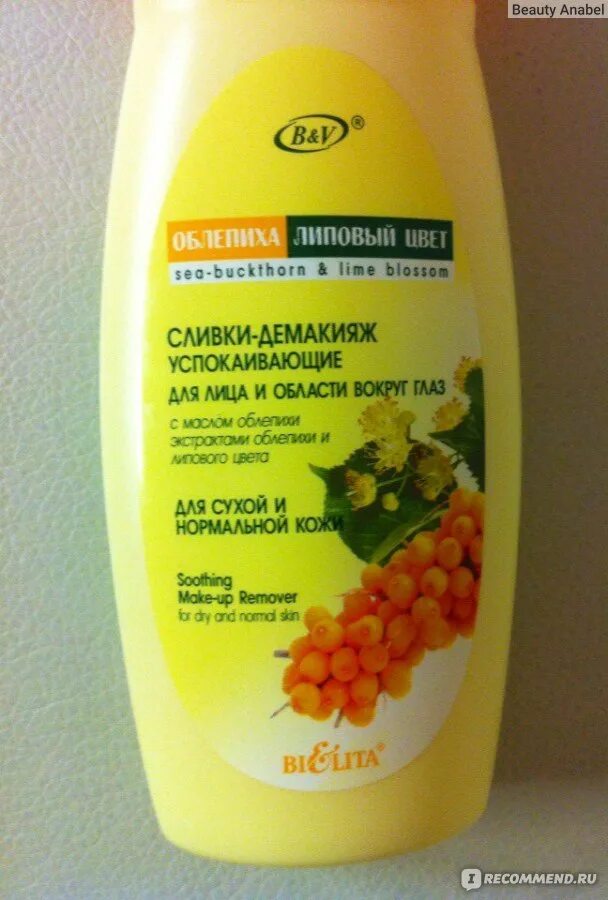 Beauty Anabel
B&V®
ОБЛЕПИХА ЛИПОВЫЙ ЦВЕТ
sea-buckthorn & lime blossom
СЛИВКИ-ДЕМАКИЯЖ
УСПОКАИВАЮЩИЕ
ДЛЯ ЛИЦА И ОБЛАСТИ ВОКРУГ ГЛАЗ
с маслом облепихи
экстрактами облепихи и
липового цвета
ДЛЯ СУХОЙ И
НОРМАЛЬНОЙ КОЖИ
Soothing
Make-up Remover
for dry and normal skin
BIELITA®
IRECOMMEND.RU